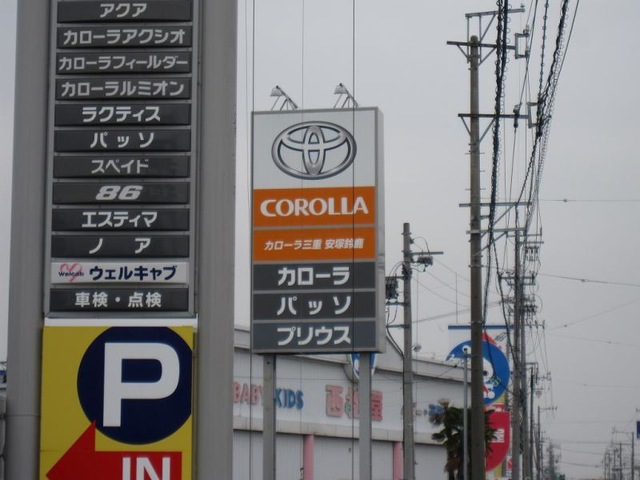 アクア
カローラアクシオ
カローラフィールダー
カローラルミオン
ラクティス
パッソ
スペイド
86
エスティマ
ノア
Welcab ウェルキャブ
車検・点検
P
IN
COROLLA
カローラ三重 安塚鈴鹿
カローラ
パッソ
プリウス
BABY KIDS
西松屋